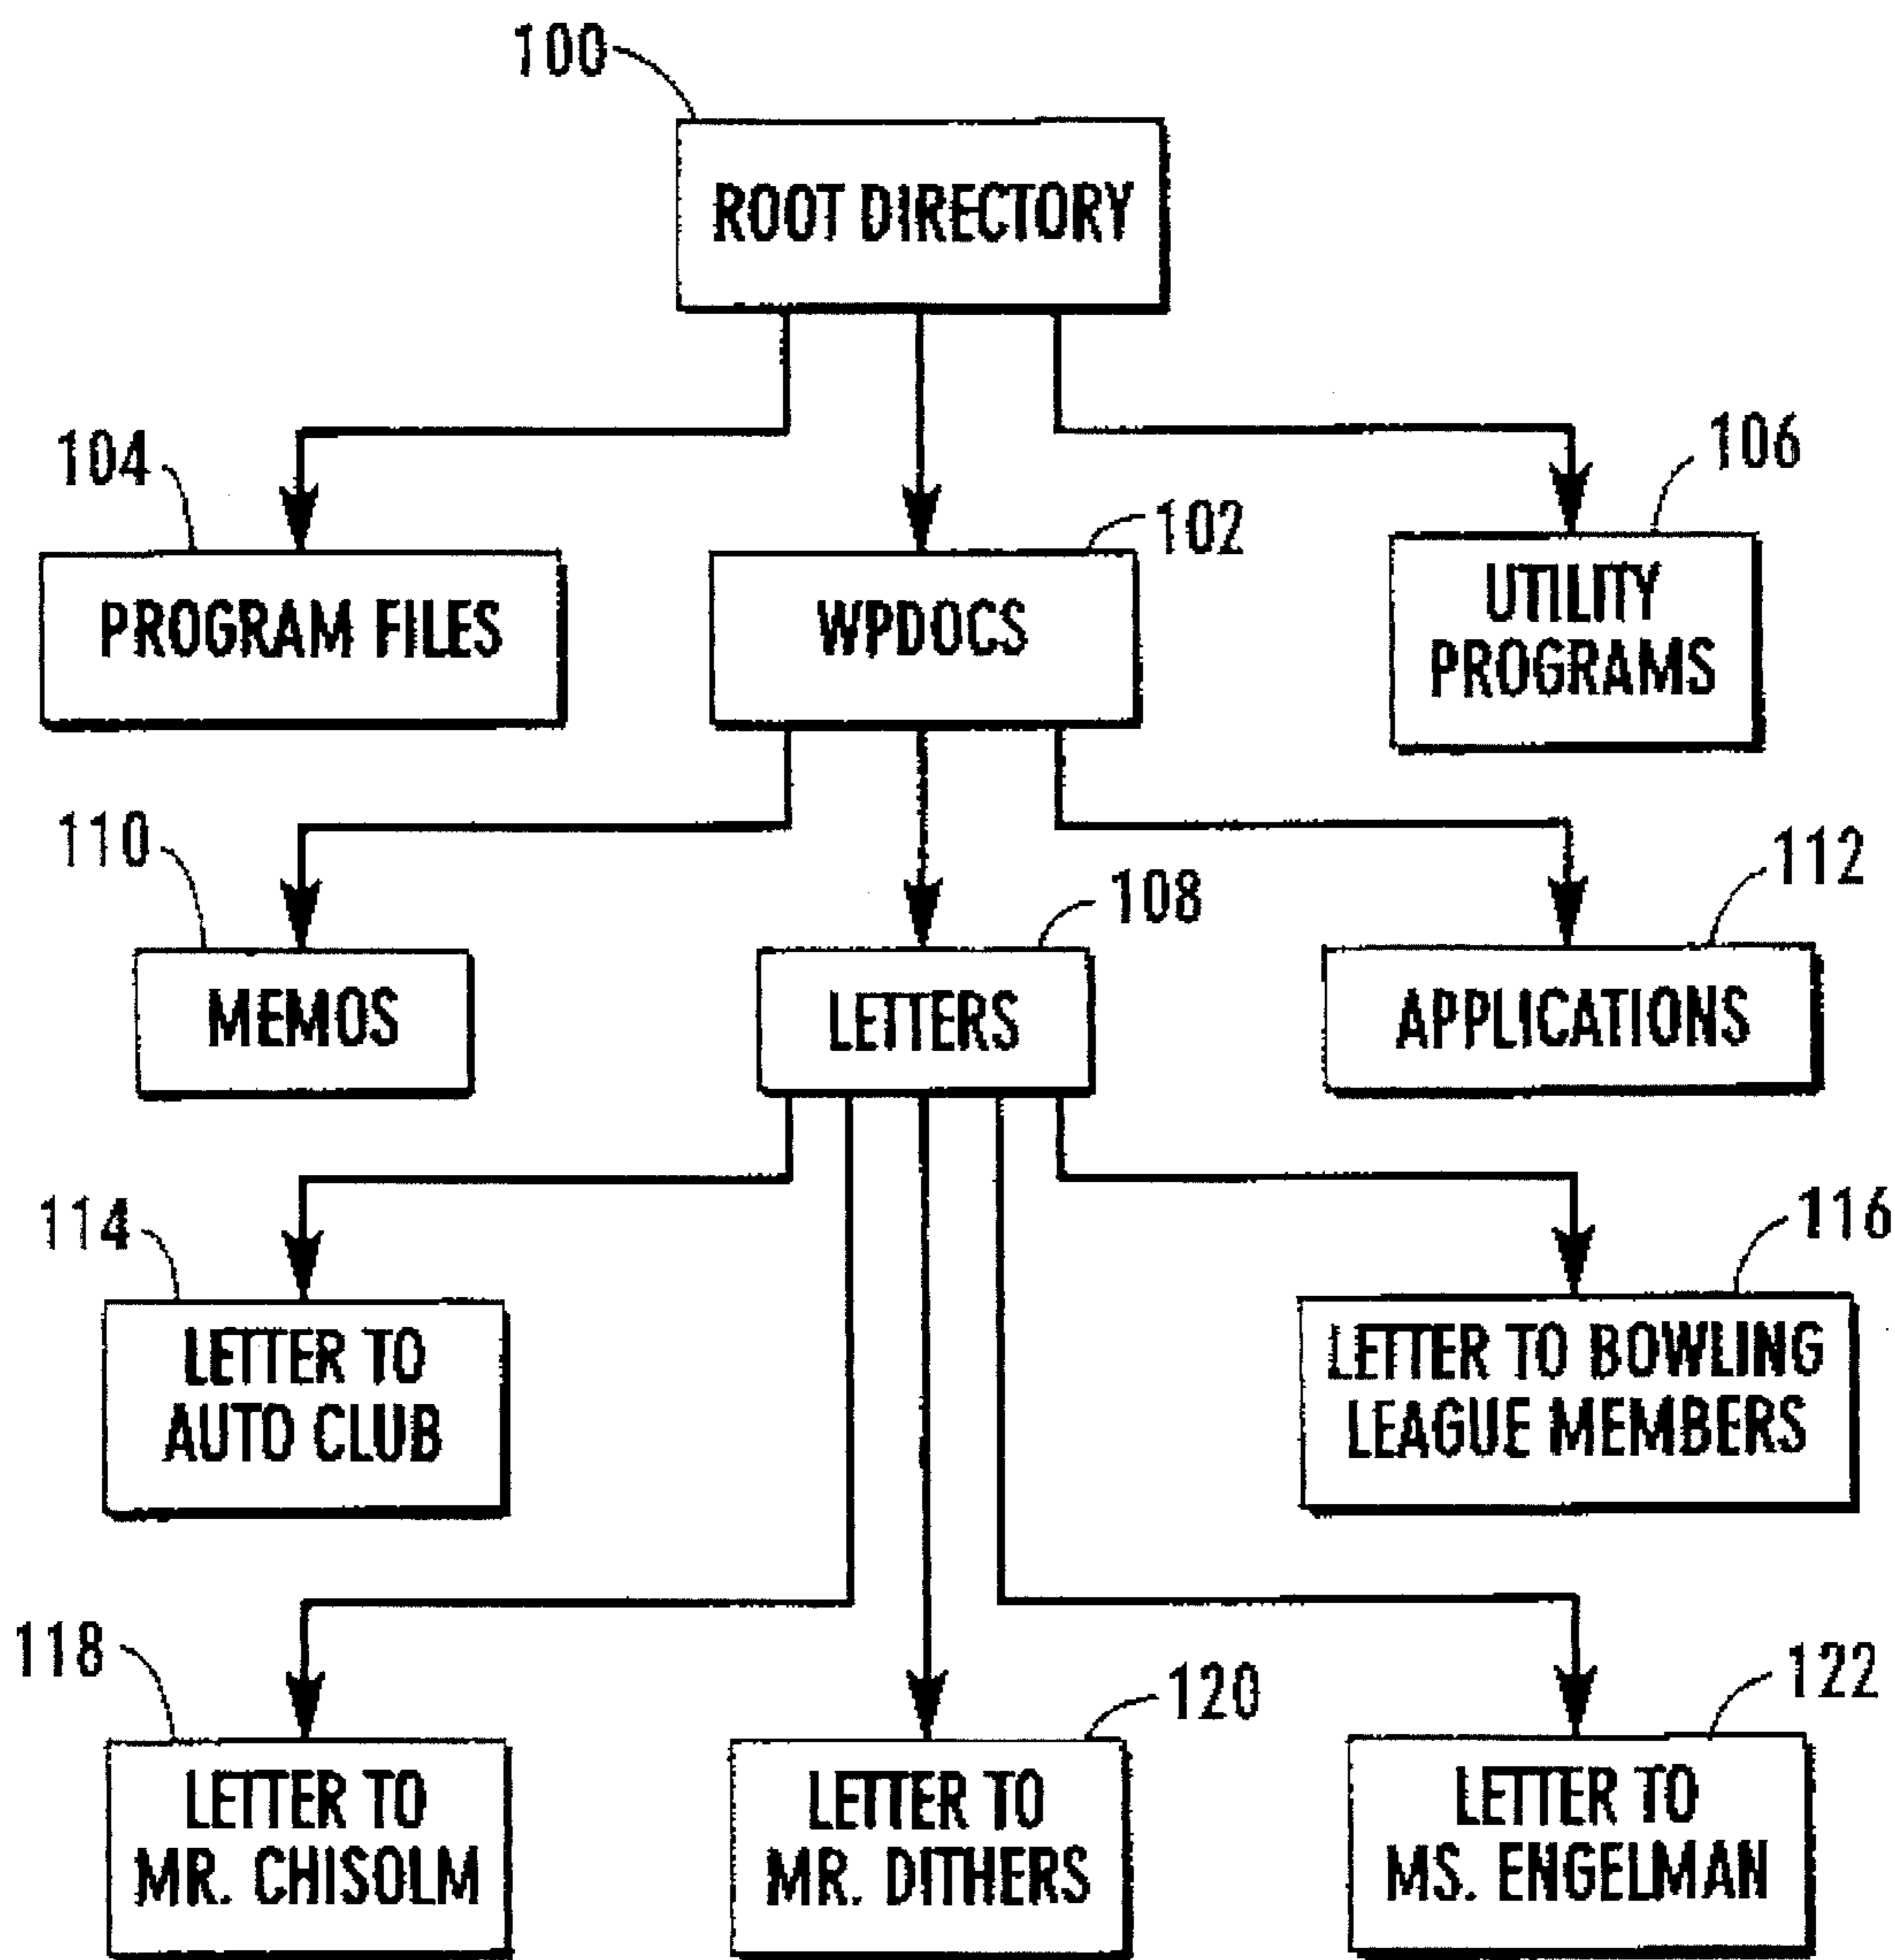 100
ROOT DIRECTORY
104
102
106
PROGRAM FILES
WPDOCS
UTILITY
PROGRAMS
110
108
112
MEMOS
LETTERS
APPLICATIONS
114
116
LETTER TO
AUTO CLUB
LETTER TO BOWLING
LEAGUE MEMBERS
118
120
122
LETTER TO
MR. CHISOLM
LETTER TO
MR. DITHERS
LETTER TO
MS. ENGELMAN